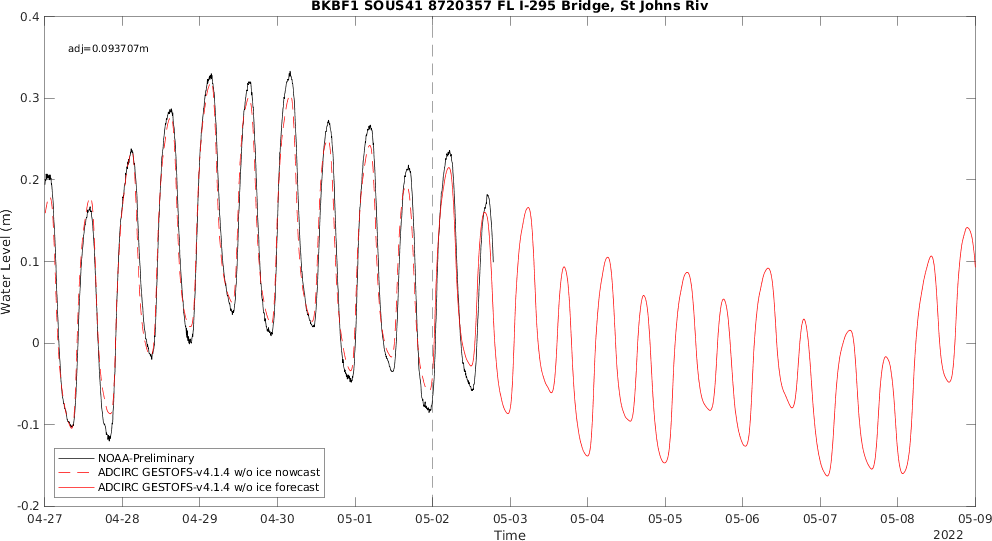 BKBF1 SOUS41 8720357 FL I-295 Bridge, St Johns Riv
adj=0.093707m
0.4
0.3
0.2
0.1
0
-0.1
-0.2
Water Level (m)
NOAA-Preliminary
ADCIRC GESTOFS-v4.1.4 w/o ice nowcast
ADCIRC GESTOFS-v4.1.4 w/o ice forecast
04-27 04-28 04-29 04-30 05-01 05-02 05-03 05-04 05-05 05-06 05-07 05-08 05-09
Time
2022